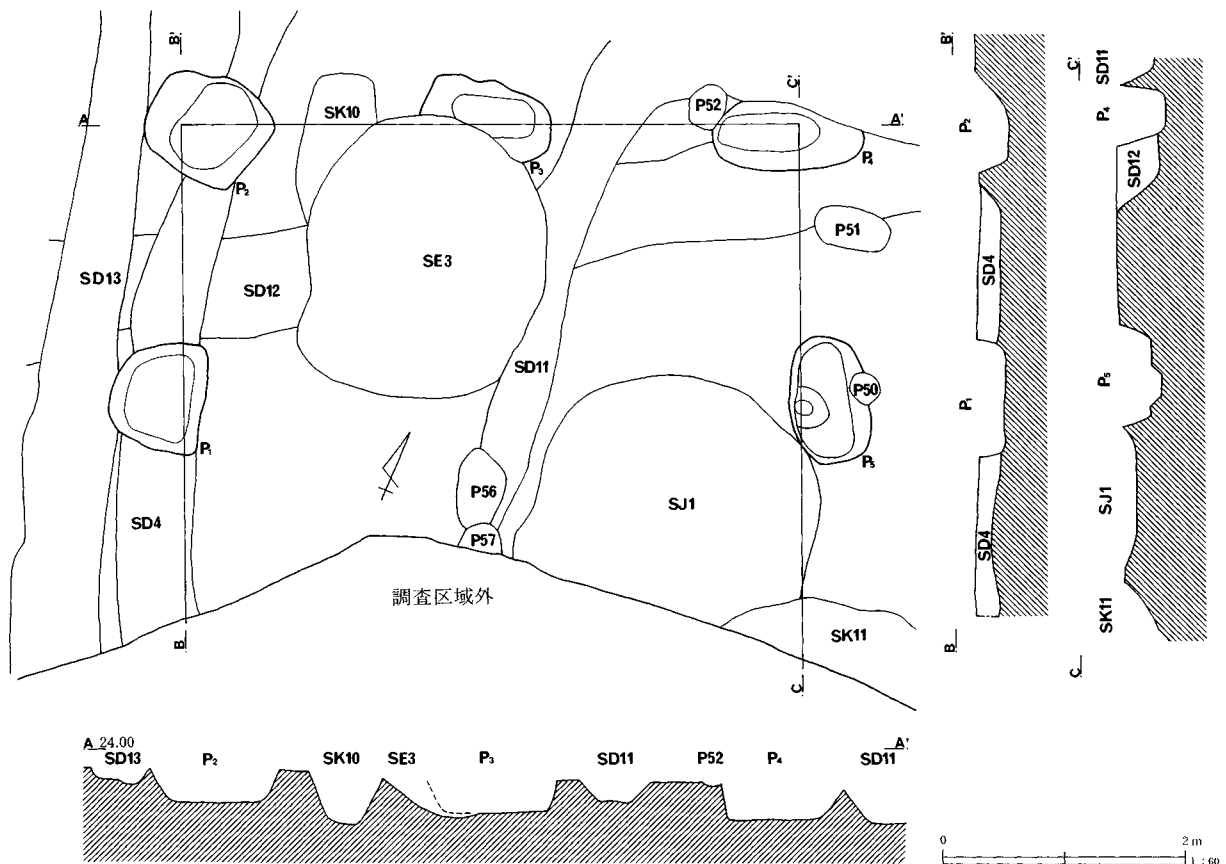 B'
C'
A
SK10
P52
A'
P2
P3
P4
P51
SD13
SE3
SD12
SD11
P50
P1
P5
P56
SJ1
SD4
P57
調査区域外
SK11
B
C
B'
P2
SD4
P1
SD4
B
C'
SD11
P4
SD12
P5
SJ1
SK11
C
A 24.00
A'
SD13 P2 SK10 SE3 P3 SD11 P52 P4 SD11
0 2m
1:60